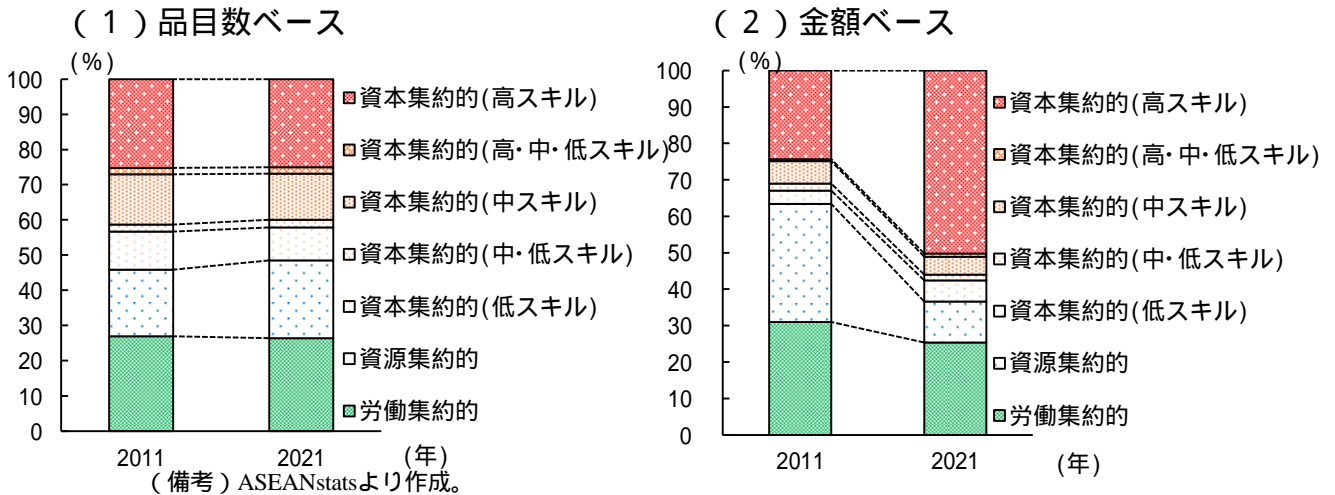 （１）品目数ベース
(%)
100
90
80
70
60
50
40
30
20
10
0
2011
2021
(年)
資本集約的(高スキル)
資本集約的(高･中･低スキル)
資本集約的(中スキル)
資本集約的(中･低スキル)
資本集約的(低スキル)
資源集約的
労働集約的
（２）金額ベース
(%)
100
90
80
70
60
50
40
30
20
10
0
2011
2021
(年)
資本集約的(高スキル)
資本集約的(高･中･低スキル)
資本集約的(中スキル)
資本集約的(中･低スキル)
資本集約的(低スキル)
資源集約的
労働集約的
（備考）ASEANstatsより作成。